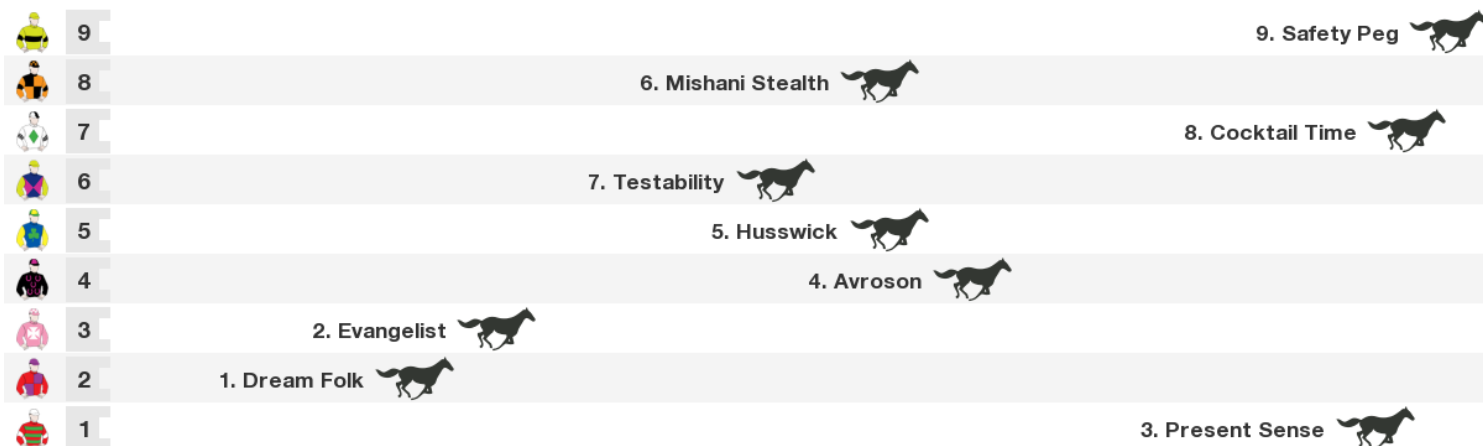 9 9. Safety Peg
8 6. Mishani Stealth
7 8. Cocktail Time
6 7. Testability
5 5. Husswick
4 4. Avroson
3 2. Evangelist
2 1. Dream Folk
1 3. Present Sense